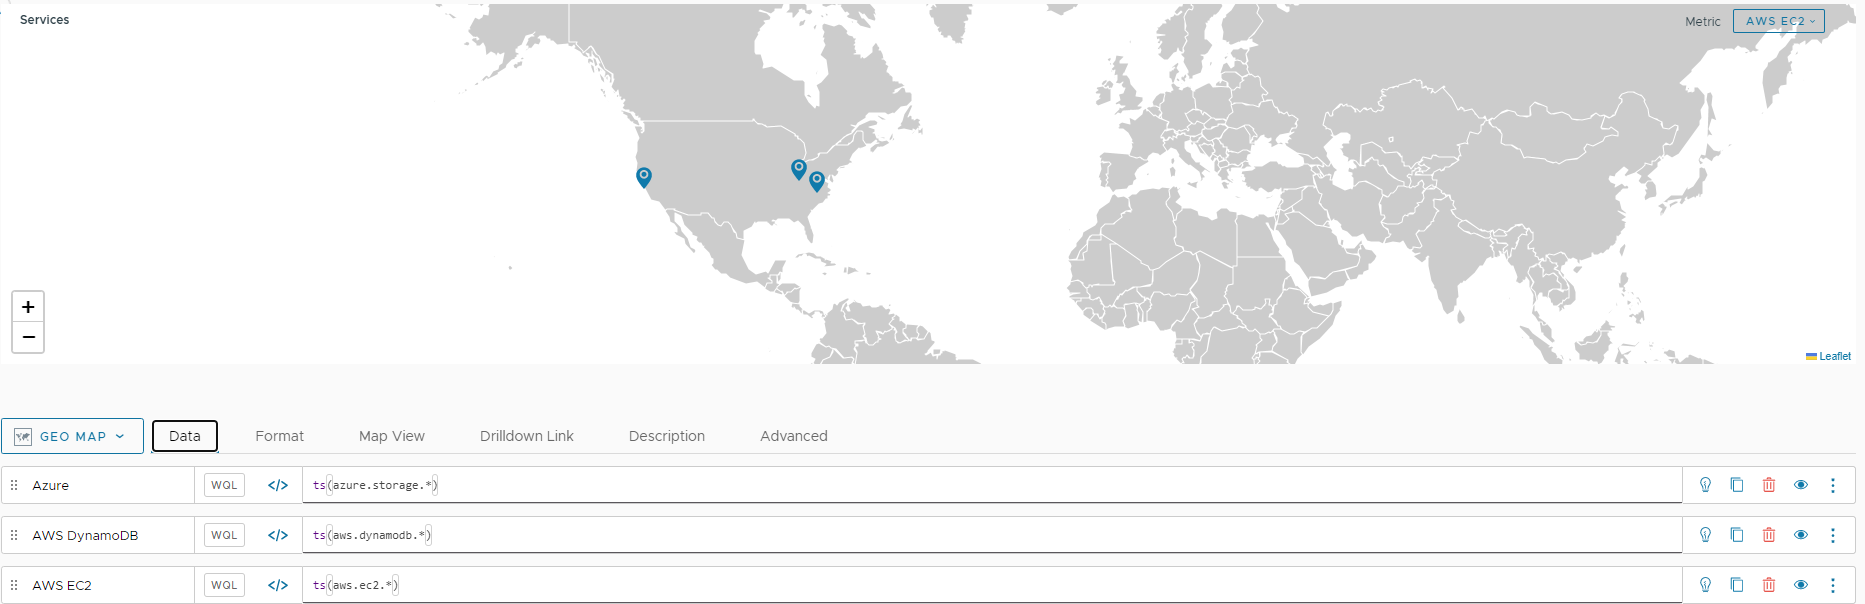 Services
Metric AWS EC2
+
−
Leaflet
GEO MAP Data Format Map View Drilldown Link Description Advanced
Azure WQL </> ts(azure.storage.*)
AWS DynamoDB WQL </> ts(aws.dynamodb.*)
AWS EC2 WQL </> ts(aws.ec2.*)